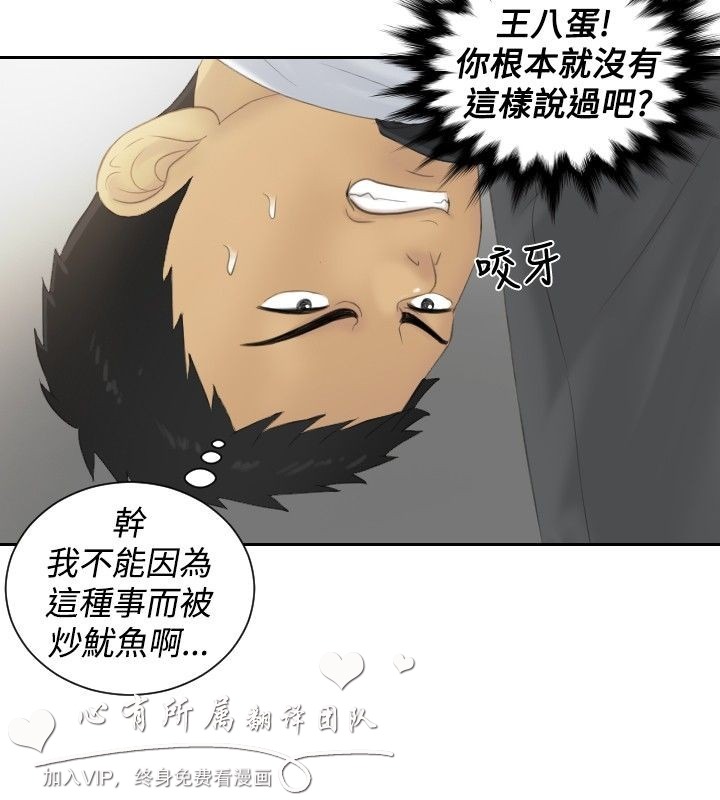 王八蛋!
你根本就沒有
這樣說過吧?
咬牙
幹
我不能因為
這種事而被
炒魷魚啊...
心有所属翻译团队
加入VIP，终身免费看漫画